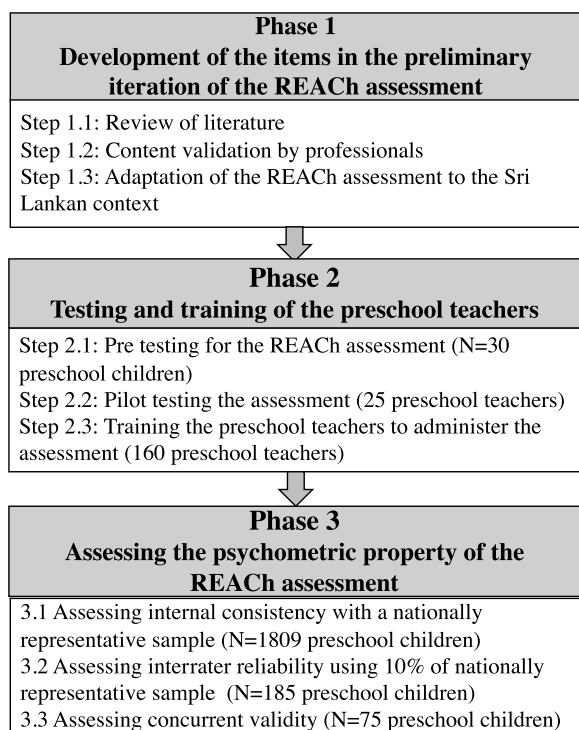 Phase 1
Development of the items in the preliminary
iteration of the REACh assessment
Step 1.1: Review of literature
Step 1.2: Content validation by professionals
Step 1.3: Adaptation of the REACh assessment to the Sri
Lankan context
Phase 2
Testing and training of the preschool teachers
Step 2.1: Pre testing for the REACh assessment (N=30
preschool children)
Step 2.2: Pilot testing the assessment (25 preschool teachers)
Step 2.3: Training the preschool teachers to administer the
assessment (160 preschool teachers)
Phase 3
Assessing the psychometric property of the
REACh assessment
3.1 Assessing internal consistency with a nationally
representative sample (N=1809 preschool children)
3.2 Assessing interrater reliability using 10% of nationally
representative sample (N=185 preschool children)
3.3 Assessing concurrent validity (N=75 preschool children)